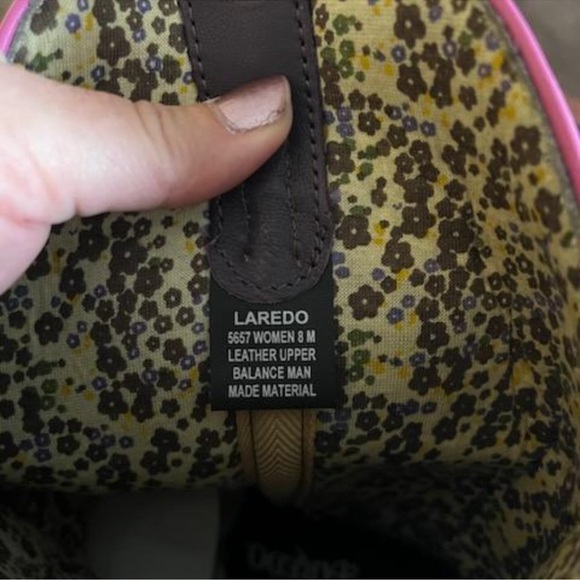 LAREDO
5657 WOMEN 8 M
LEATHER UPPER
BALANCE MAN
MADE MATERIAL